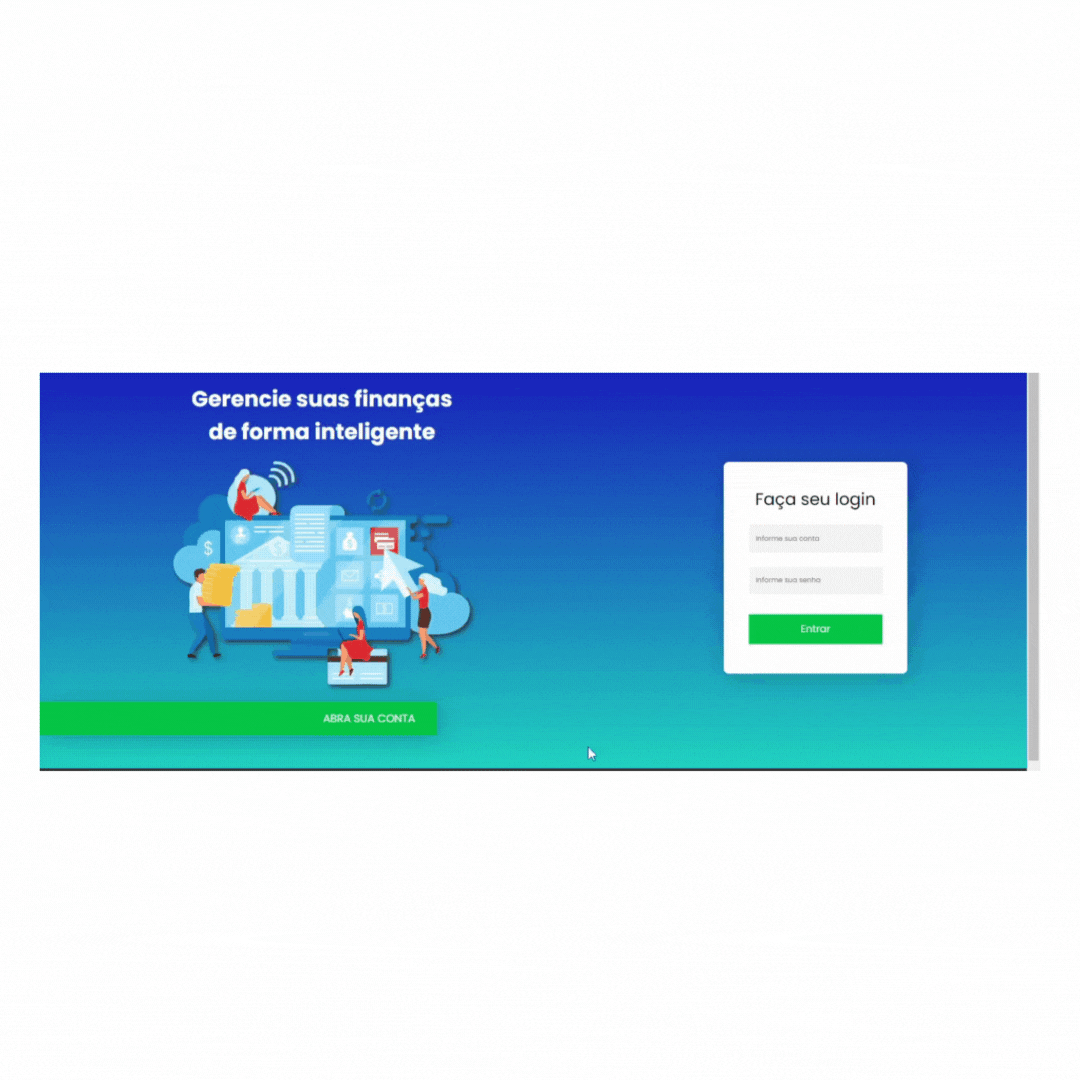 Gerencie suas finanças
de forma inteligente
$
ABRA SUA CONTA
Faça seu login
Informe sua conta
Informe sua senha
Entrar